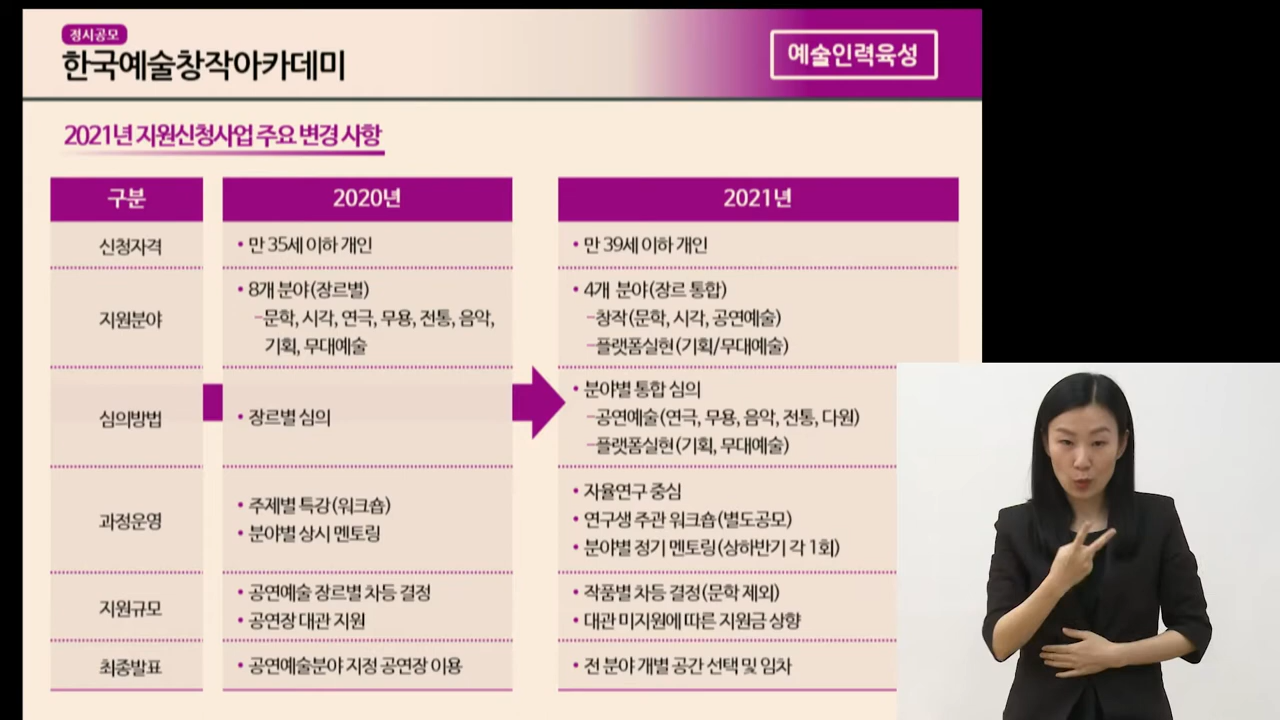 정시공모
한국예술창작아카데미
예술인력육성
2021년 지원신청사업 주요 변경 사항
구분
2020년
2021년
신청자격
• 만 35세 이하 개인
• 만 39세 이하 개인
지원분야
• 8개 분야(장르별)
-문학, 시각, 연극, 무용, 전통, 음악,
기획, 무대예술
• 4개 분야(장르 통합)
-창작(문학, 시각, 공연예술)
-플랫폼실현(기획/무대예술)
심의방법
• 장르별 심의
• 분야별 통합 심의
-공연예술(연극, 무용, 음악, 전통, 다원)
-플랫폼실현(기획, 무대예술)
과정운영
• 주제별 특강(워크숍)
• 분야별 상시 멘토링
• 자율연구 중심
• 연구생 주관 워크숍(별도공모)
• 분야별 정기 멘토링(상하반기 각 1회)
지원규모
• 공연예술 장르별 차등 결정
• 공연장 대관 지원
• 작품별 차등 결정(문학 제외)
• 대관 미지원에 따른 지원금 상향
최종발표
• 공연예술분야 지정 공연장 이용
• 전 분야 개별 공간 선택 및 임차